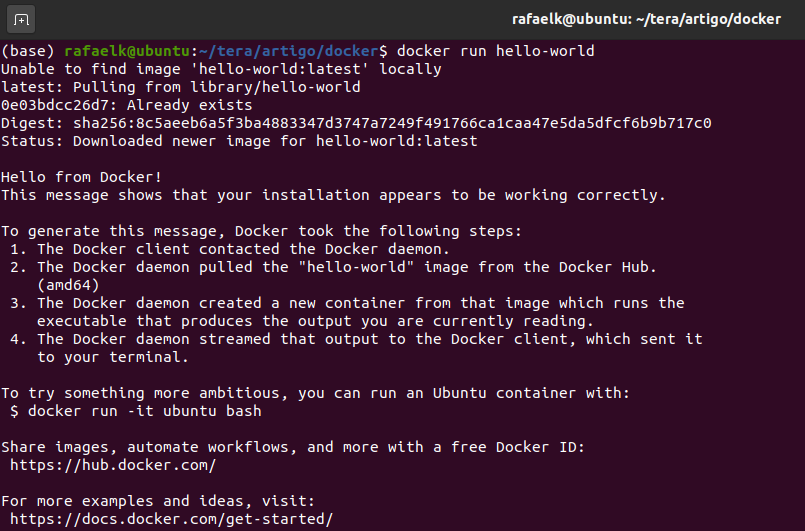 rafaelk@ubuntu: ~/tera/artigo/docker
(base) rafaelk@ubuntu:~/tera/artigo/docker$ docker run hello-world
Unable to find image 'hello-world:latest' locally
latest: Pulling from library/hello-world
0e03bdcc26d7: Already exists
Digest: sha256:8c5aeeb6a5f3ba4883347d3747a7249f491766ca1caa47e5da5dfcf6b9b717c0
Status: Downloaded newer image for hello-world:latest

Hello from Docker!
This message shows that your installation appears to be working correctly.

To generate this message, Docker took the following steps:
 1. The Docker client contacted the Docker daemon.
 2. The Docker daemon pulled the "hello-world" image from the Docker Hub.
    (amd64)
 3. The Docker daemon created a new container from that image which runs the
    executable that produces the output you are currently reading.
 4. The Docker daemon streamed that output to the Docker client, which sent it
    to your terminal.

To try something more ambitious, you can run an Ubuntu container with:
 $ docker run -it ubuntu bash

Share images, automate workflows, and more with a free Docker ID:
 https://hub.docker.com/

For more examples and ideas, visit:
 https://docs.docker.com/get-started/